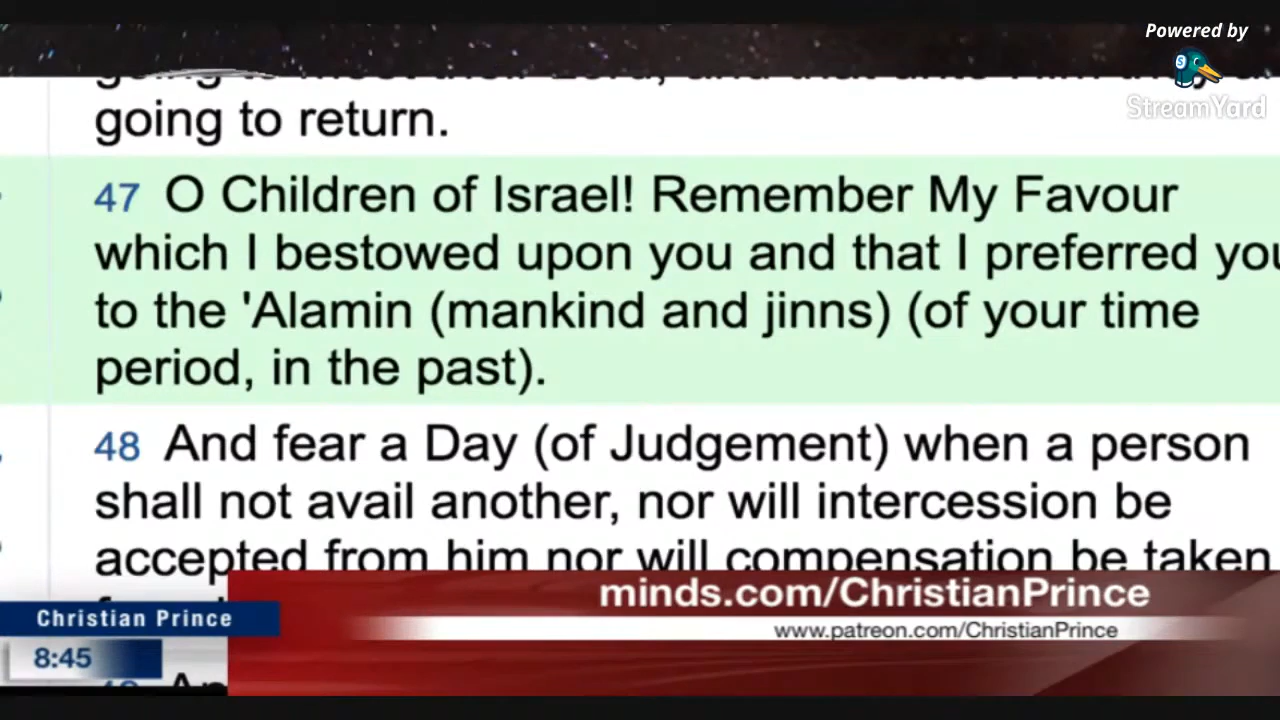 Powered by
StreamYard
going to return.
47 O Children of Israel! Remember My Favour
which I bestowed upon you and that I preferred you
to the 'Alamin (mankind and jinns) (of your time
period, in the past).
48 And fear a Day (of Judgement) when a person
shall not avail another, nor will intercession be
accepted from him nor will compensation be taken
minds.com/ChristianPrince
Christian Prince
www.patreon.com/ChristianPrince
8:45